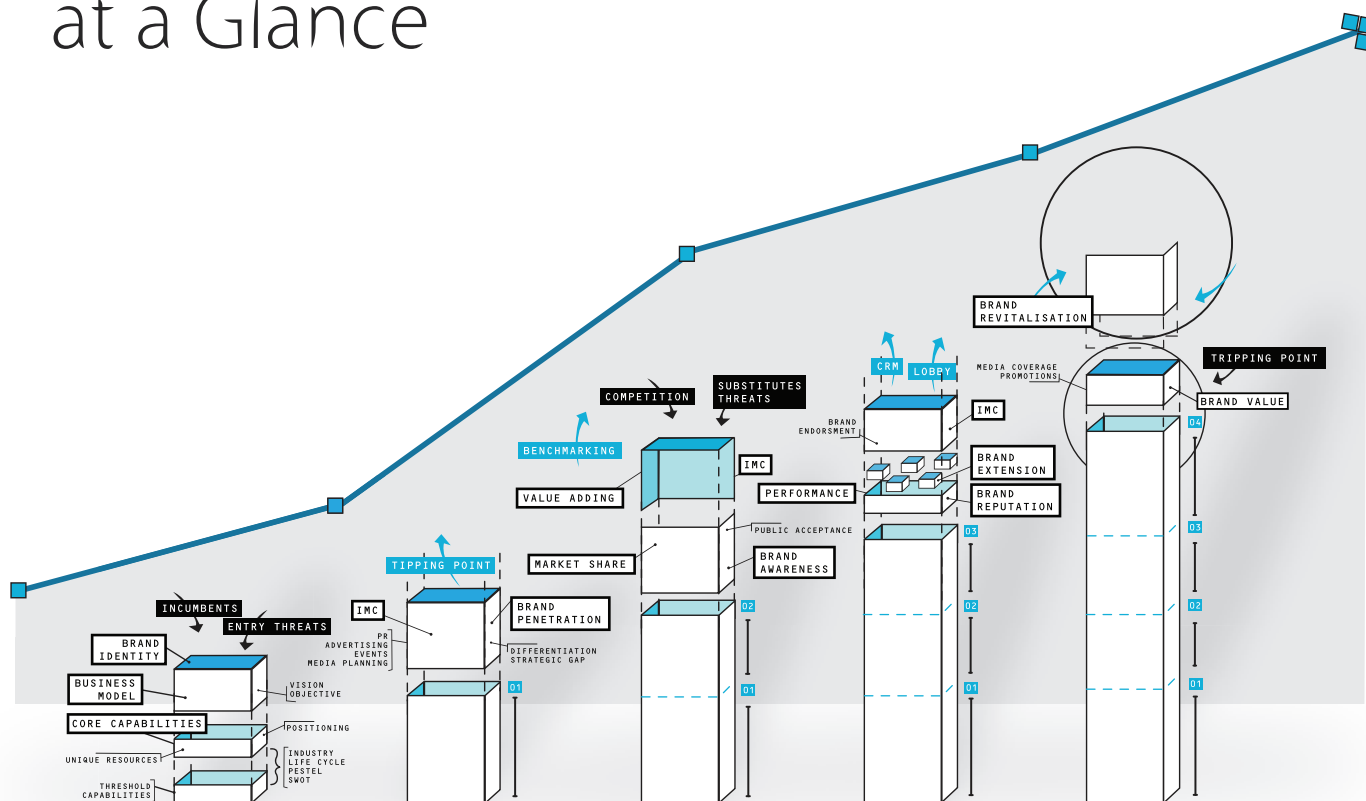 at a Glance
INCUMBENTS
ENTRY THREATS
BRAND
IDENTITY
BUSINESS
MODEL
VISION
OBJECTIVE
CORE CAPABILITIES
POSITIONING
UNIQUE RESOURCES
INDUSTRY
LIFE CYCLE
PESTEL
SWOT
THRESHOLD
CAPABILITIES
TIPPING POINT
IMC
BRAND
PENETRATION
PR
ADVERTISING
EVENTS
MEDIA PLANNING
DIFFERENTIATION
STRATEGIC GAP
01
COMPETITION
SUBSTITUTES
THREATS
BENCHMARKING
IMC
VALUE ADDING
PUBLIC ACCEPTANCE
MARKET SHARE
BRAND
AWARENESS
02
01
CRM
LOBBY
IMC
BRAND
ENDORSMENT
BRAND
EXTENSION
PERFORMANCE
BRAND
REPUTATION
03
02
01
BRAND
REVITALISATION
TRIPPING POINT
MEDIA COVERAGE
PROMOTIONS
BRAND VALUE
04
03
02
01